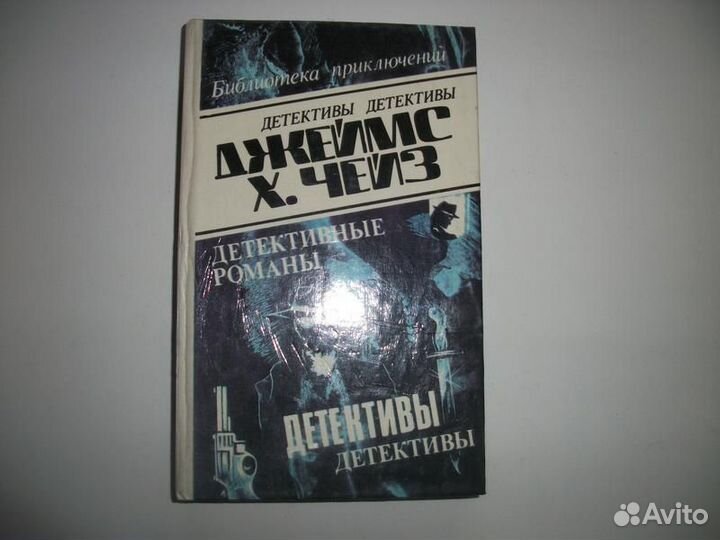 Библиотека приключений
ДЕТЕКТИВЫ ДЕТЕКТИВЫ
ДЖЕЙМС
Х. ЧЕЙЗ
ДЕТЕКТИВНЫЕ
РОМАНЫ
ДЕТЕКТИВЫ
ДЕТЕКТИВЫ
Avito